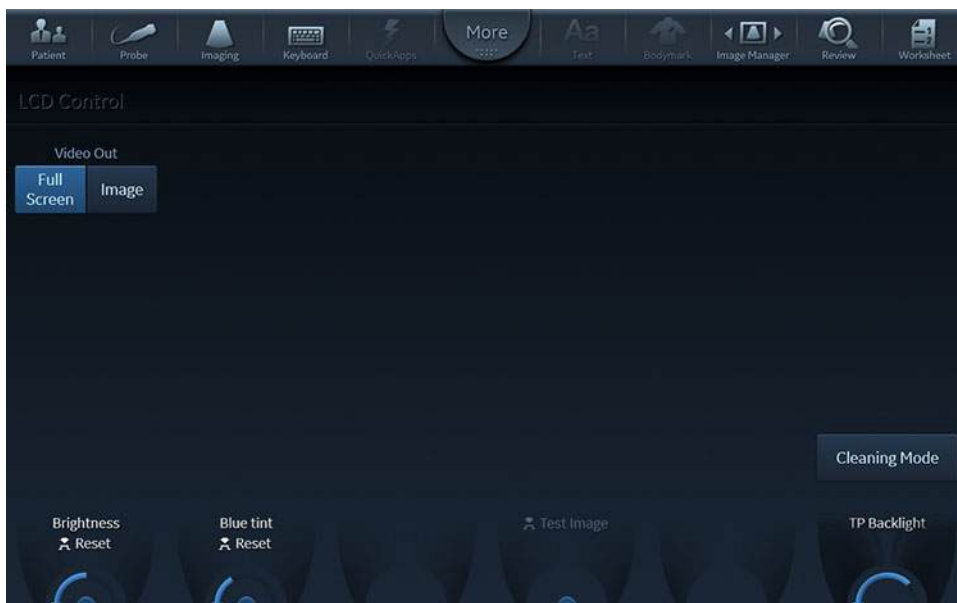 Patient Probe Imaging Keyboard QuickApps More Aa Text Bodymark Image Manager Review Worksheet
LCD Control
Video Out
Full Screen Image
Cleaning Mode
Brightness Blue tint Test Image TP Backlight
Reset Reset